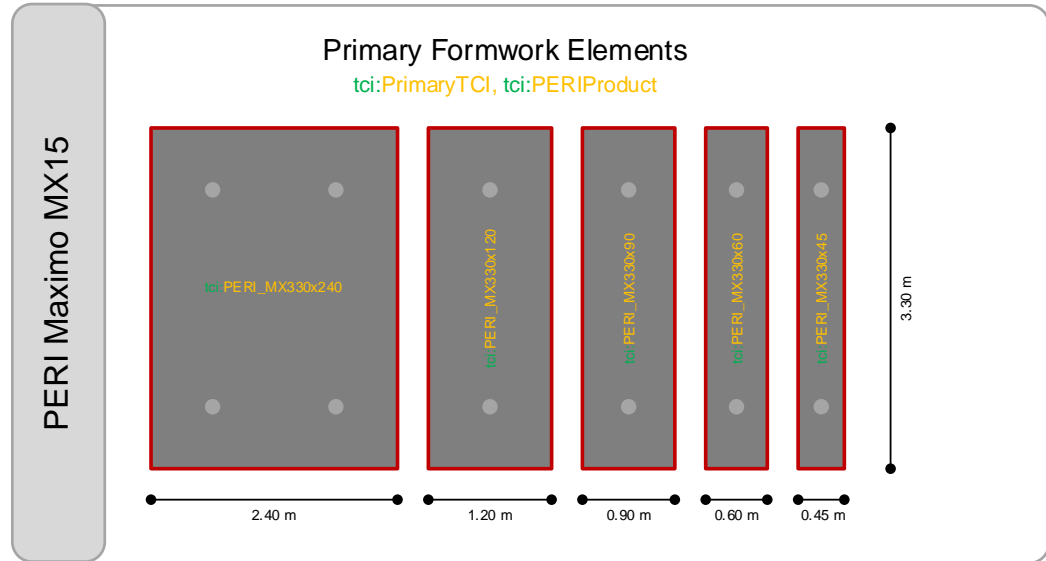 PERI Maximo MX15
Primary Formwork Elements
tci:PrimaryTCI, tci:PERIProduct
tci:PERI_MX330x240
tci:PERI_MX330x120
tci:PERI_MX330x90
tci:PERI_MX330x60
tci:PERI_MX330x45
3.30 m
2.40 m
1.20 m
0.90 m
0.60 m
0.45 m